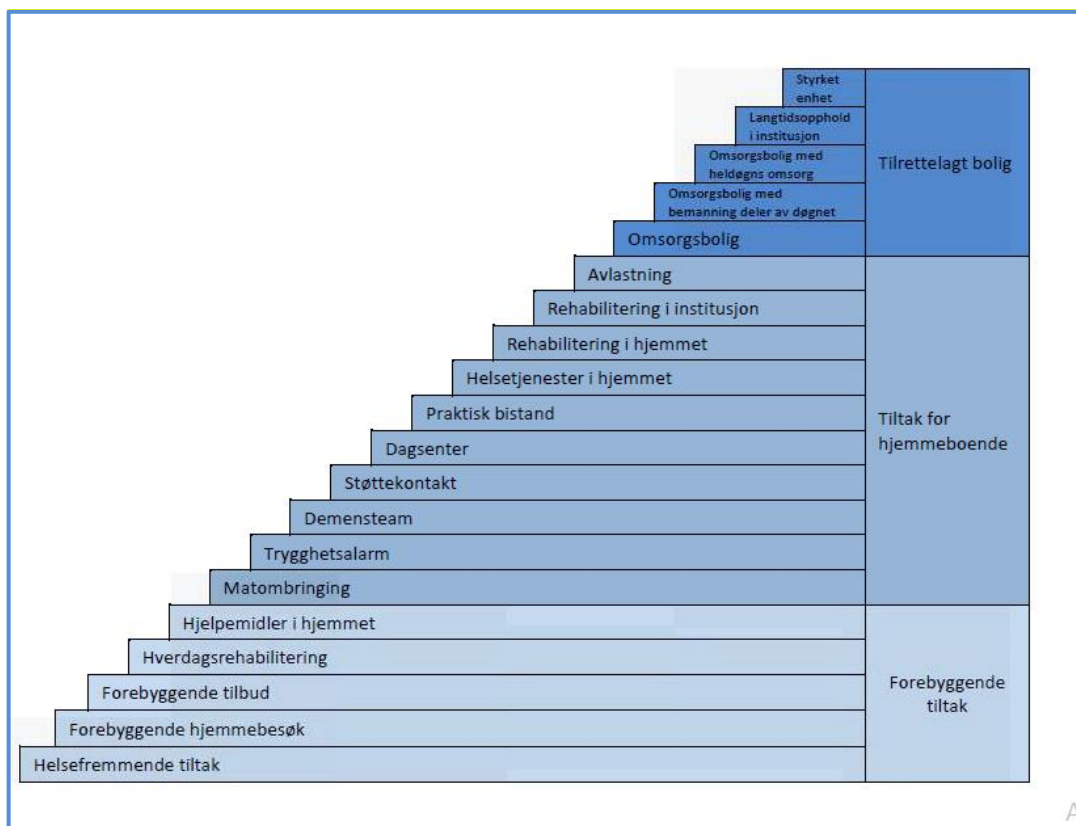 Styrket
enhet
Langtidsopphold
i institusjon
Omsorgsbolig med
heldøgns omsorg
Omsorgsbolig med
bemanning deler av døgnet
Omsorgsbolig
Tilrettelagt bolig
Avlastning
Rehabilitering i institusjon
Rehabilitering i hjemmet
Helsetjenester i hjemmet
Praktisk bistand
Dagsenter
Støttekontakt
Demensteam
Trygghetsalarm
Matombringing
Tiltak for
hjemmeboende
Hjelpemidler i hjemmet
Hverdagsrehabilitering
Forebyggende tilbud
Forebyggende hjemmebesøk
Helsefremmende tiltak
Forebyggende
tiltak
A